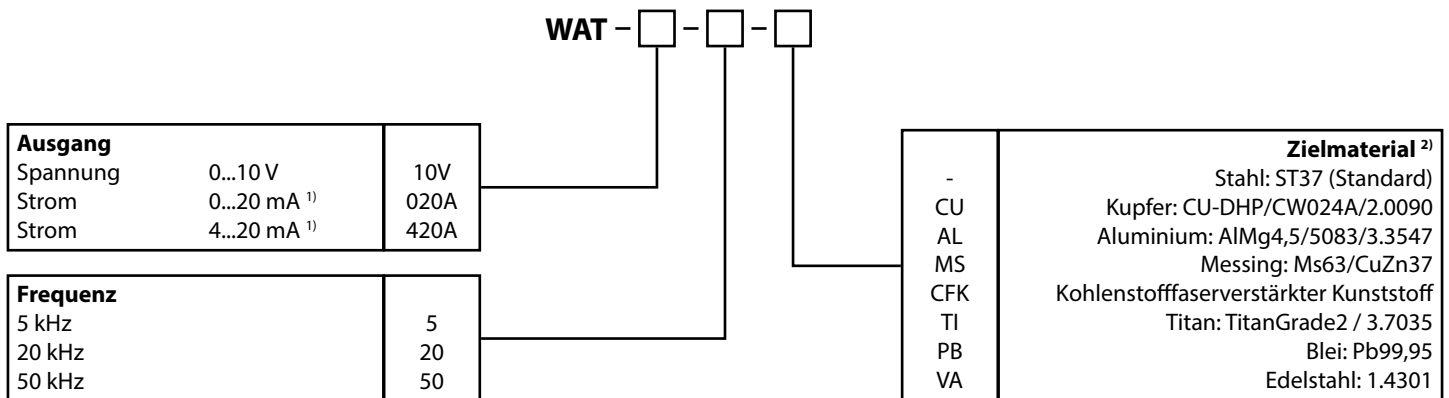 WAT – –  –
Ausgang
Spannung 0...10 V 10V
Strom 0...20 mA 1) 020A
Strom 4...20 mA 1) 420A
Frequenz
5 kHz 5
20 kHz 20
50 kHz 50
Zielmaterial 2)
- Stahl: ST37 (Standard)
CU Kupfer: CU-DHP/CW024A/2.0090
AL Aluminium: AlMg4,5/5083/3.3547
MS Messing: Ms63/CuZn37
CFK Kohlenstofffaserverstärkter Kunststoff
TI Titan: TitanGrade2 / 3.7035
PB Blei: Pb99,95
VA Edelstahl: 1.4301